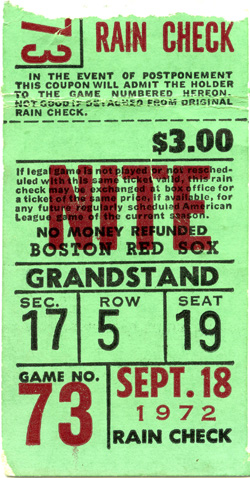 73
RAIN CHECK
IN THE EVENT OF POSTPONEMENT
THIS COUPON WILL ADMIT THE HOLDER
TO THE GAME NUMBERED HEREON.
NOT GOOD IF DETACHED FROM ORIGINAL
RAIN CHECK.
$3.00
If legal game is not played and not resched-
uled with this same ticket valid, this rain
check may be exchanged at box office for
a ticket of the same price, if available, for
any future regularly scheduled American
League game of the current season.
NITE
NO MONEY REFUNDED
BOSTON RED SOX
GRANDSTAND
SEC. ROW SEAT
17 5 19
GAME NO.
73
SEPT. 18
1972
RAIN CHECK